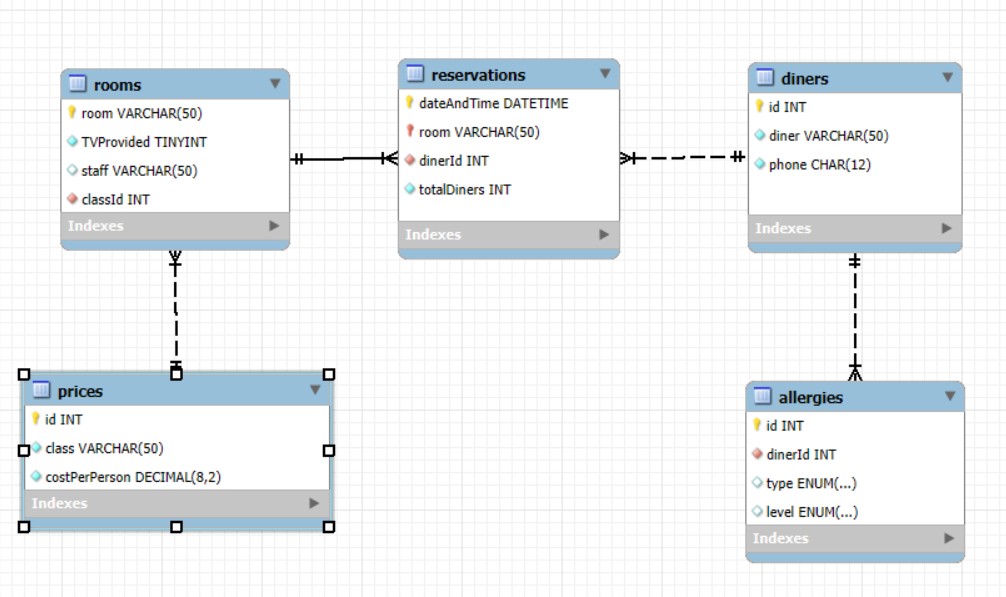 rooms
room VARCHAR(50)
TVProvided TINYINT
staff VARCHAR(50)
classId INT
Indexes
reservations
dateAndTime DATETIME
room VARCHAR(50)
dinerId INT
totalDiners INT
Indexes
diners
id INT
diner VARCHAR(50)
phone CHAR(12)
Indexes
prices
id INT
class VARCHAR(50)
costPerPerson DECIMAL(8,2)
Indexes
allergies
id INT
dinerId INT
type ENUM(...)
level ENUM(...)
Indexes